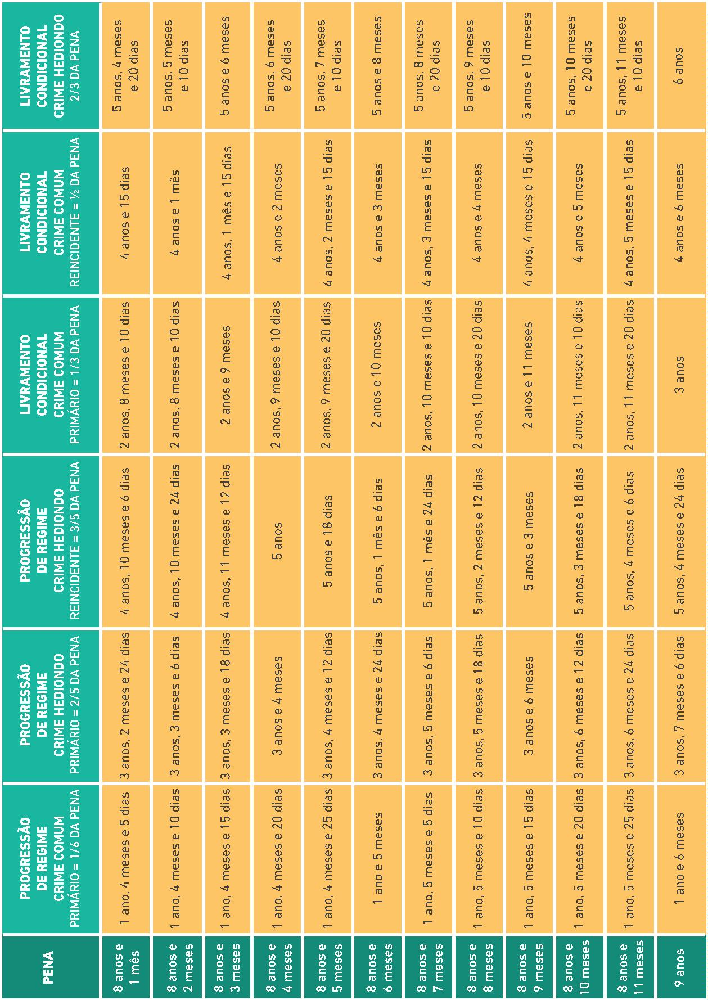 PENA
PROGRESSÃO
DE REGIME
CRIME COMUM
PRIMÁRIO = 1/6 DA PENA
PROGRESSÃO
DE REGIME
CRIME HEDIONDO
PRIMÁRIO = 2/5 DA PENA
PROGRESSÃO
DE REGIME
CRIME HEDIONDO
REINCIDENTE = 3/5 DA PENA
LIVRAMENTO
CONDICIONAL
CRIME COMUM
PRIMÁRIO = 1/3 DA PENA
LIVRAMENTO
CONDICIONAL
CRIME COMUM
REINCIDENTE = ½ DA PENA
LIVRAMENTO
CONDICIONAL
CRIME HEDIONDO
2/3 DA PENA
8 anos e
1 mês
1 ano, 4 meses e 5 dias
3 anos, 2 meses e 24 dias
4 anos, 10 meses e 6 dias
2 anos, 8 meses e 10 dias
4 anos e 15 dias
5 anos, 4 meses
e 20 dias
8 anos e
2 meses
1 ano, 4 meses e 10 dias
3 anos, 3 meses e 6 dias
4 anos, 10 meses e 24 dias
2 anos, 8 meses e 10 dias
4 anos e 1 mês
5 anos, 5 meses
e 10 dias
8 anos e
3 meses
1 ano, 4 meses e 15 dias
3 anos, 3 meses e 18 dias
4 anos, 11 meses e 12 dias
2 anos e 9 meses
4 anos, 1 mês e 15 dias
5 anos e 6 meses
8 anos e
4 meses
1 ano, 4 meses e 20 dias
3 anos e 4 meses
5 anos
2 anos, 9 meses e 10 dias
4 anos e 2 meses
5 anos, 6 meses
e 20 dias
8 anos e
5 meses
1 ano, 4 meses e 25 dias
3 anos, 4 meses e 12 dias
5 anos e 18 dias
2 anos, 9 meses e 20 dias
4 anos, 2 meses e 15 dias
5 anos, 7 meses
e 10 dias
8 anos e
6 meses
1 ano e 5 meses
3 anos, 4 meses e 24 dias
5 anos, 1 mês e 6 dias
2 anos e 10 meses
4 anos e 3 meses
5 anos e 8 meses
8 anos e
7 meses
1 ano, 5 meses e 5 dias
3 anos, 5 meses e 6 dias
5 anos, 1 mês e 24 dias
2 anos, 10 meses e 10 dias
4 anos, 3 meses e 15 dias
5 anos, 8 meses
e 20 dias
8 anos e
8 meses
1 ano, 5 meses e 10 dias
3 anos, 5 meses e 18 dias
5 anos, 2 meses e 12 dias
2 anos, 10 meses e 20 dias
4 anos e 4 meses
5 anos, 9 meses
e 10 dias
8 anos e
9 meses
1 ano, 5 meses e 15 dias
3 anos e 6 meses
5 anos e 3 meses
2 anos e 11 meses
4 anos, 4 meses e 15 dias
5 anos e 10 meses
8 anos e
10 meses
1 ano, 5 meses e 20 dias
3 anos, 6 meses e 12 dias
5 anos, 3 meses e 18 dias
2 anos, 11 meses e 10 dias
4 anos e 5 meses
5 anos, 10 meses
e 20 dias
8 anos e
11 meses
1 ano, 5 meses e 25 dias
3 anos, 6 meses e 24 dias
5 anos, 4 meses e 6 dias
2 anos, 11 meses e 20 dias
4 anos, 5 meses e 15 dias
5 anos, 11 meses
e 10 dias
9 anos
1 ano e 6 meses
3 anos, 7 meses e 6 dias
5 anos, 4 meses e 24 dias
3 anos
4 anos e 6 meses
6 anos